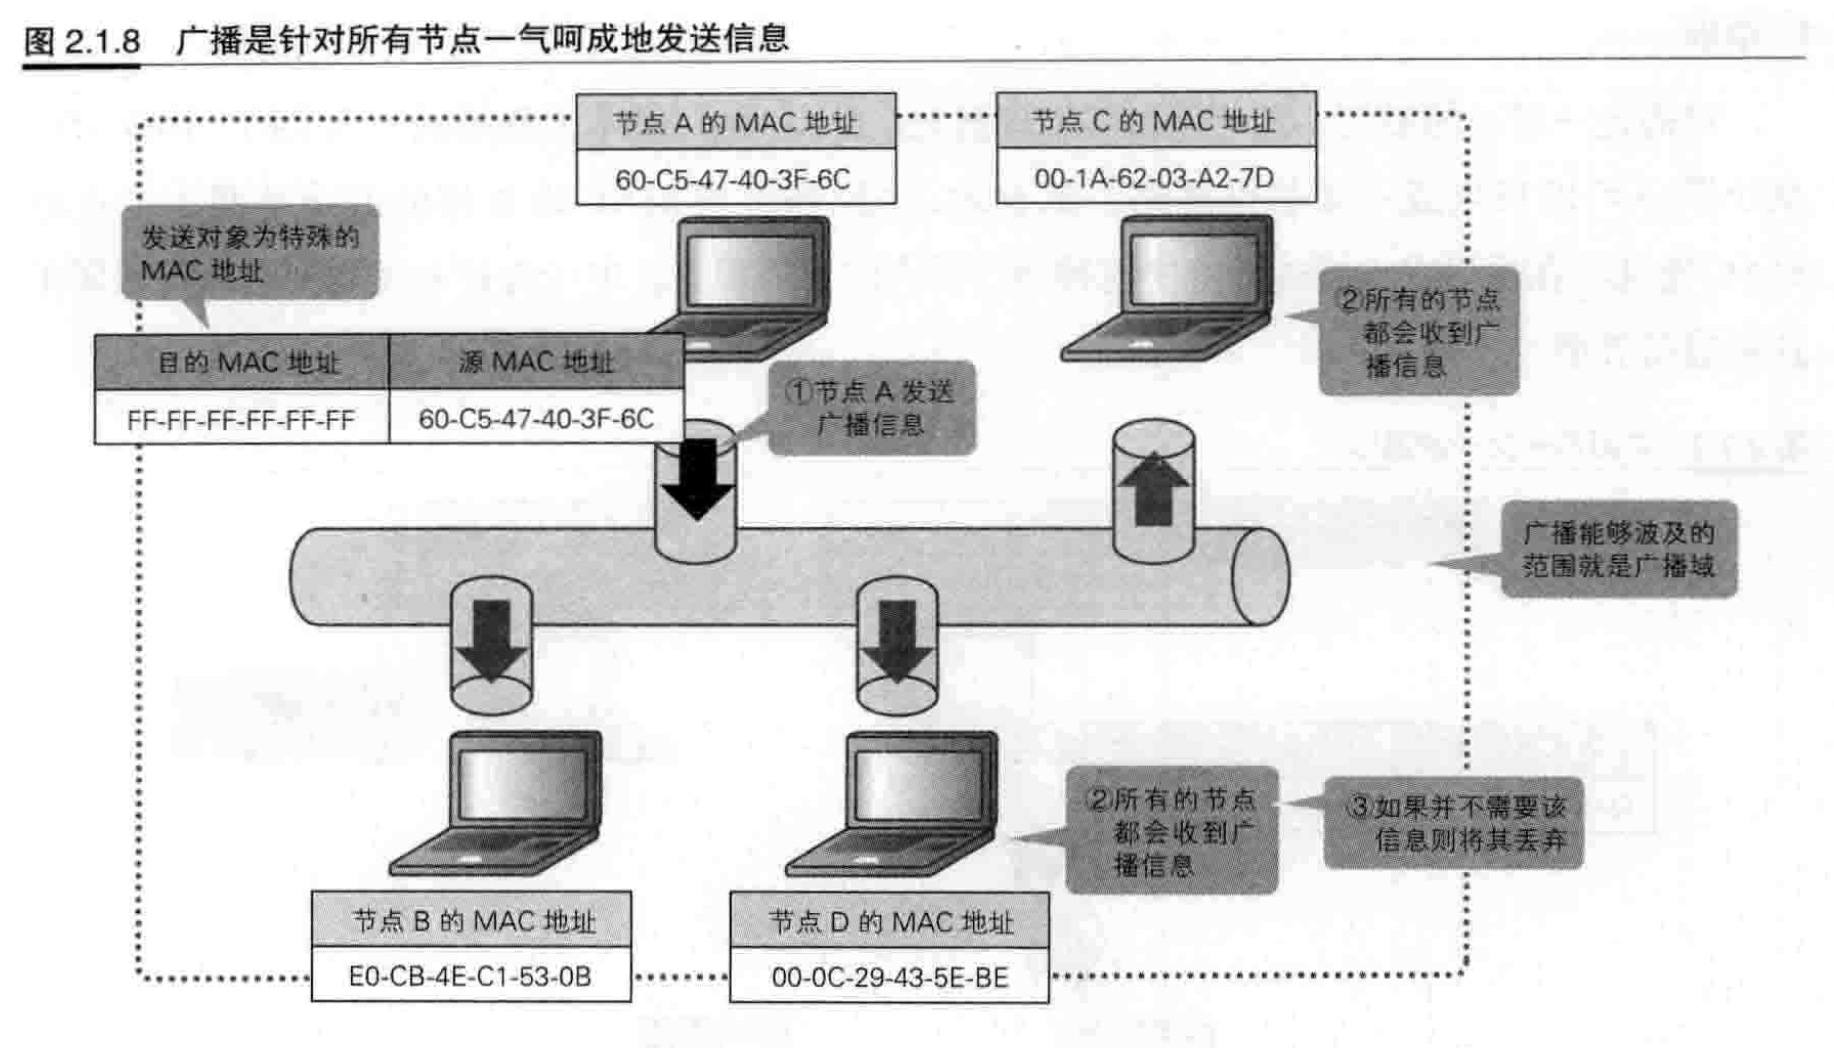 图 2.1.8 广播是针对所有节点一气呵成地发送信息
节点 A 的 MAC 地址
60-C5-47-40-3F-6C
节点 C 的 MAC 地址
00-1A-62-03-A2-7D
发送对象为特殊的
MAC 地址
目的 MAC 地址
源 MAC 地址
FF-FF-FF-FF-FF-FF
60-C5-47-40-3F-6C
①节点 A 发送
广播信息
②所有的节点
都会收到广
播信息
广播能够波及的
范围就是广播域
②所有的节点
都会收到广
播信息
③如果并不需要该
信息则将其丢弃
节点 B 的 MAC 地址
E0-CB-4E-C1-53-0B
节点 D 的 MAC 地址
00-0C-29-43-5E-BE